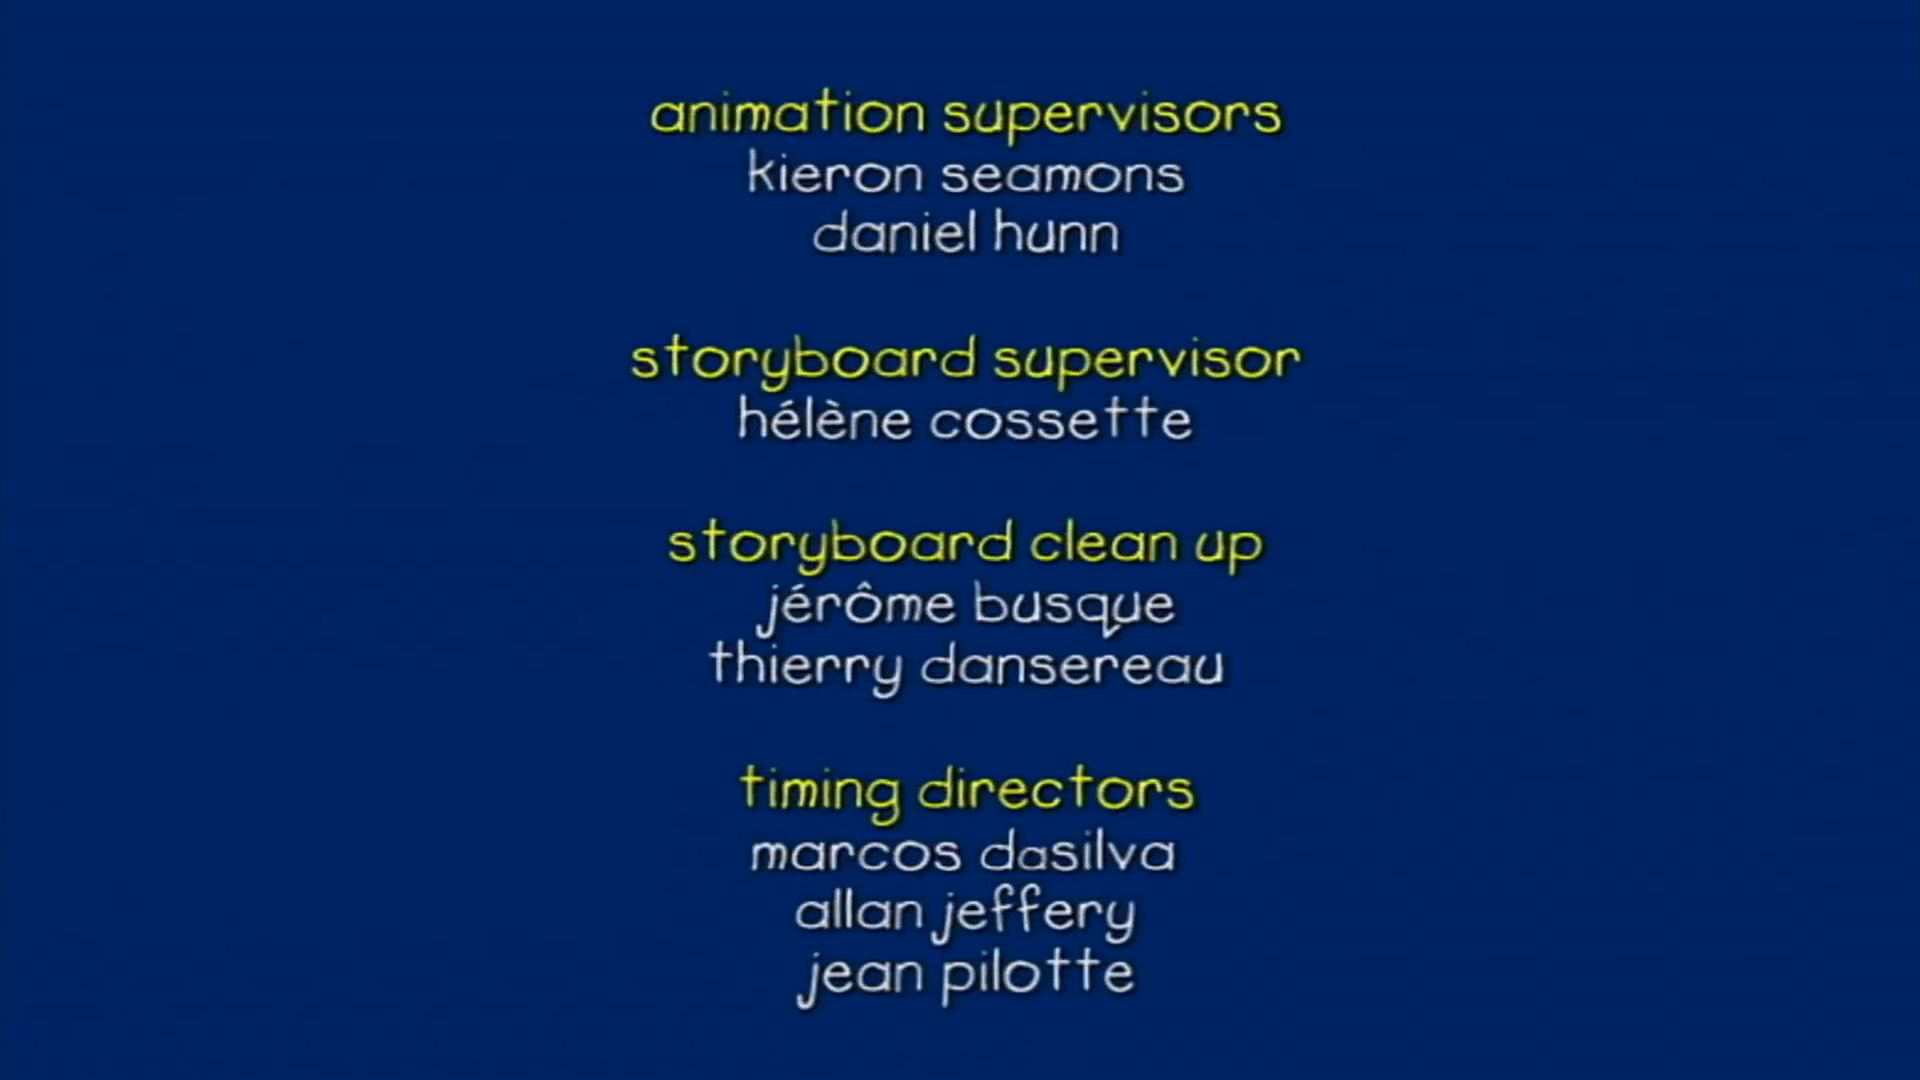 animation supervisors
kieron seamons
daniel hunn
storyboard supervisor
hélène cossette
storyboard clean up
jérôme busque
thierry dansereau
timing directors
marcos dasilva
allan jeffery
jean pilotte